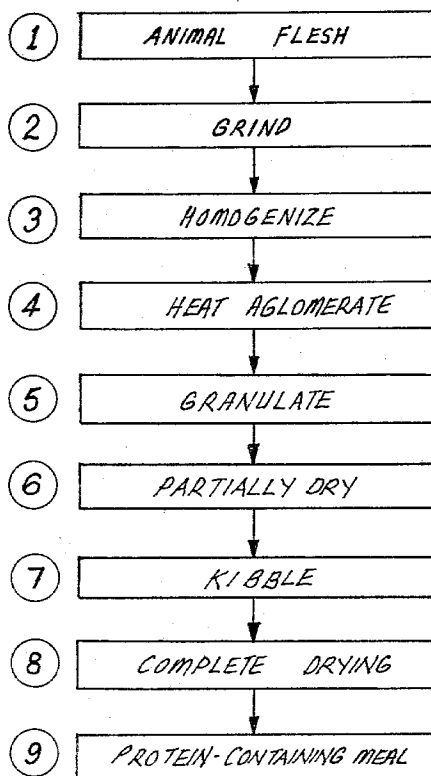 1 ANIMAL FLESH
2 GRIND
3 HOMOGENIZE
4 HEAT AGLOMERATE
5 GRANULATE
6 PARTIALLY DRY
7 KIBBLE
8 COMPLETE DRYING
9 PROTEIN-CONTAINING MEAL